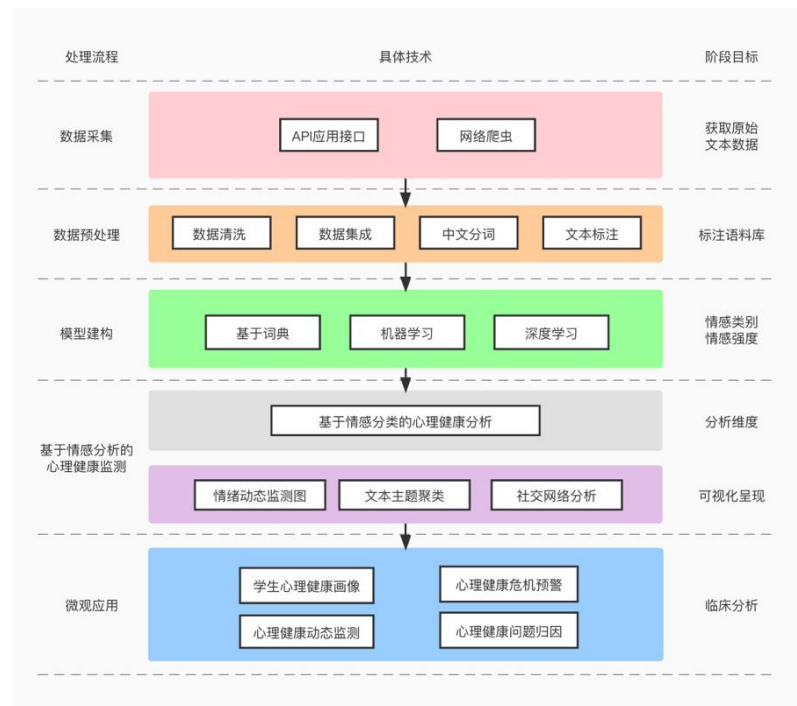 处理流程 具体技术 阶段目标
数据采集 API应用接口 网络爬虫 获取原始
文本数据
数据预处理 数据清洗 数据集成 中文分词 文本标注 标注语料库
模型建构 基于词典 机器学习 深度学习 情感类别
情感强度
基于情感分析的
心理健康监测
基于情感分类的心理健康分析 分析维度
情绪动态监测图 文本主题聚类 社交网络分析 可视化呈现
微观应用 学生心理健康画像 心理健康危机预警 临床分析
心理健康动态监测 心理健康问题归因